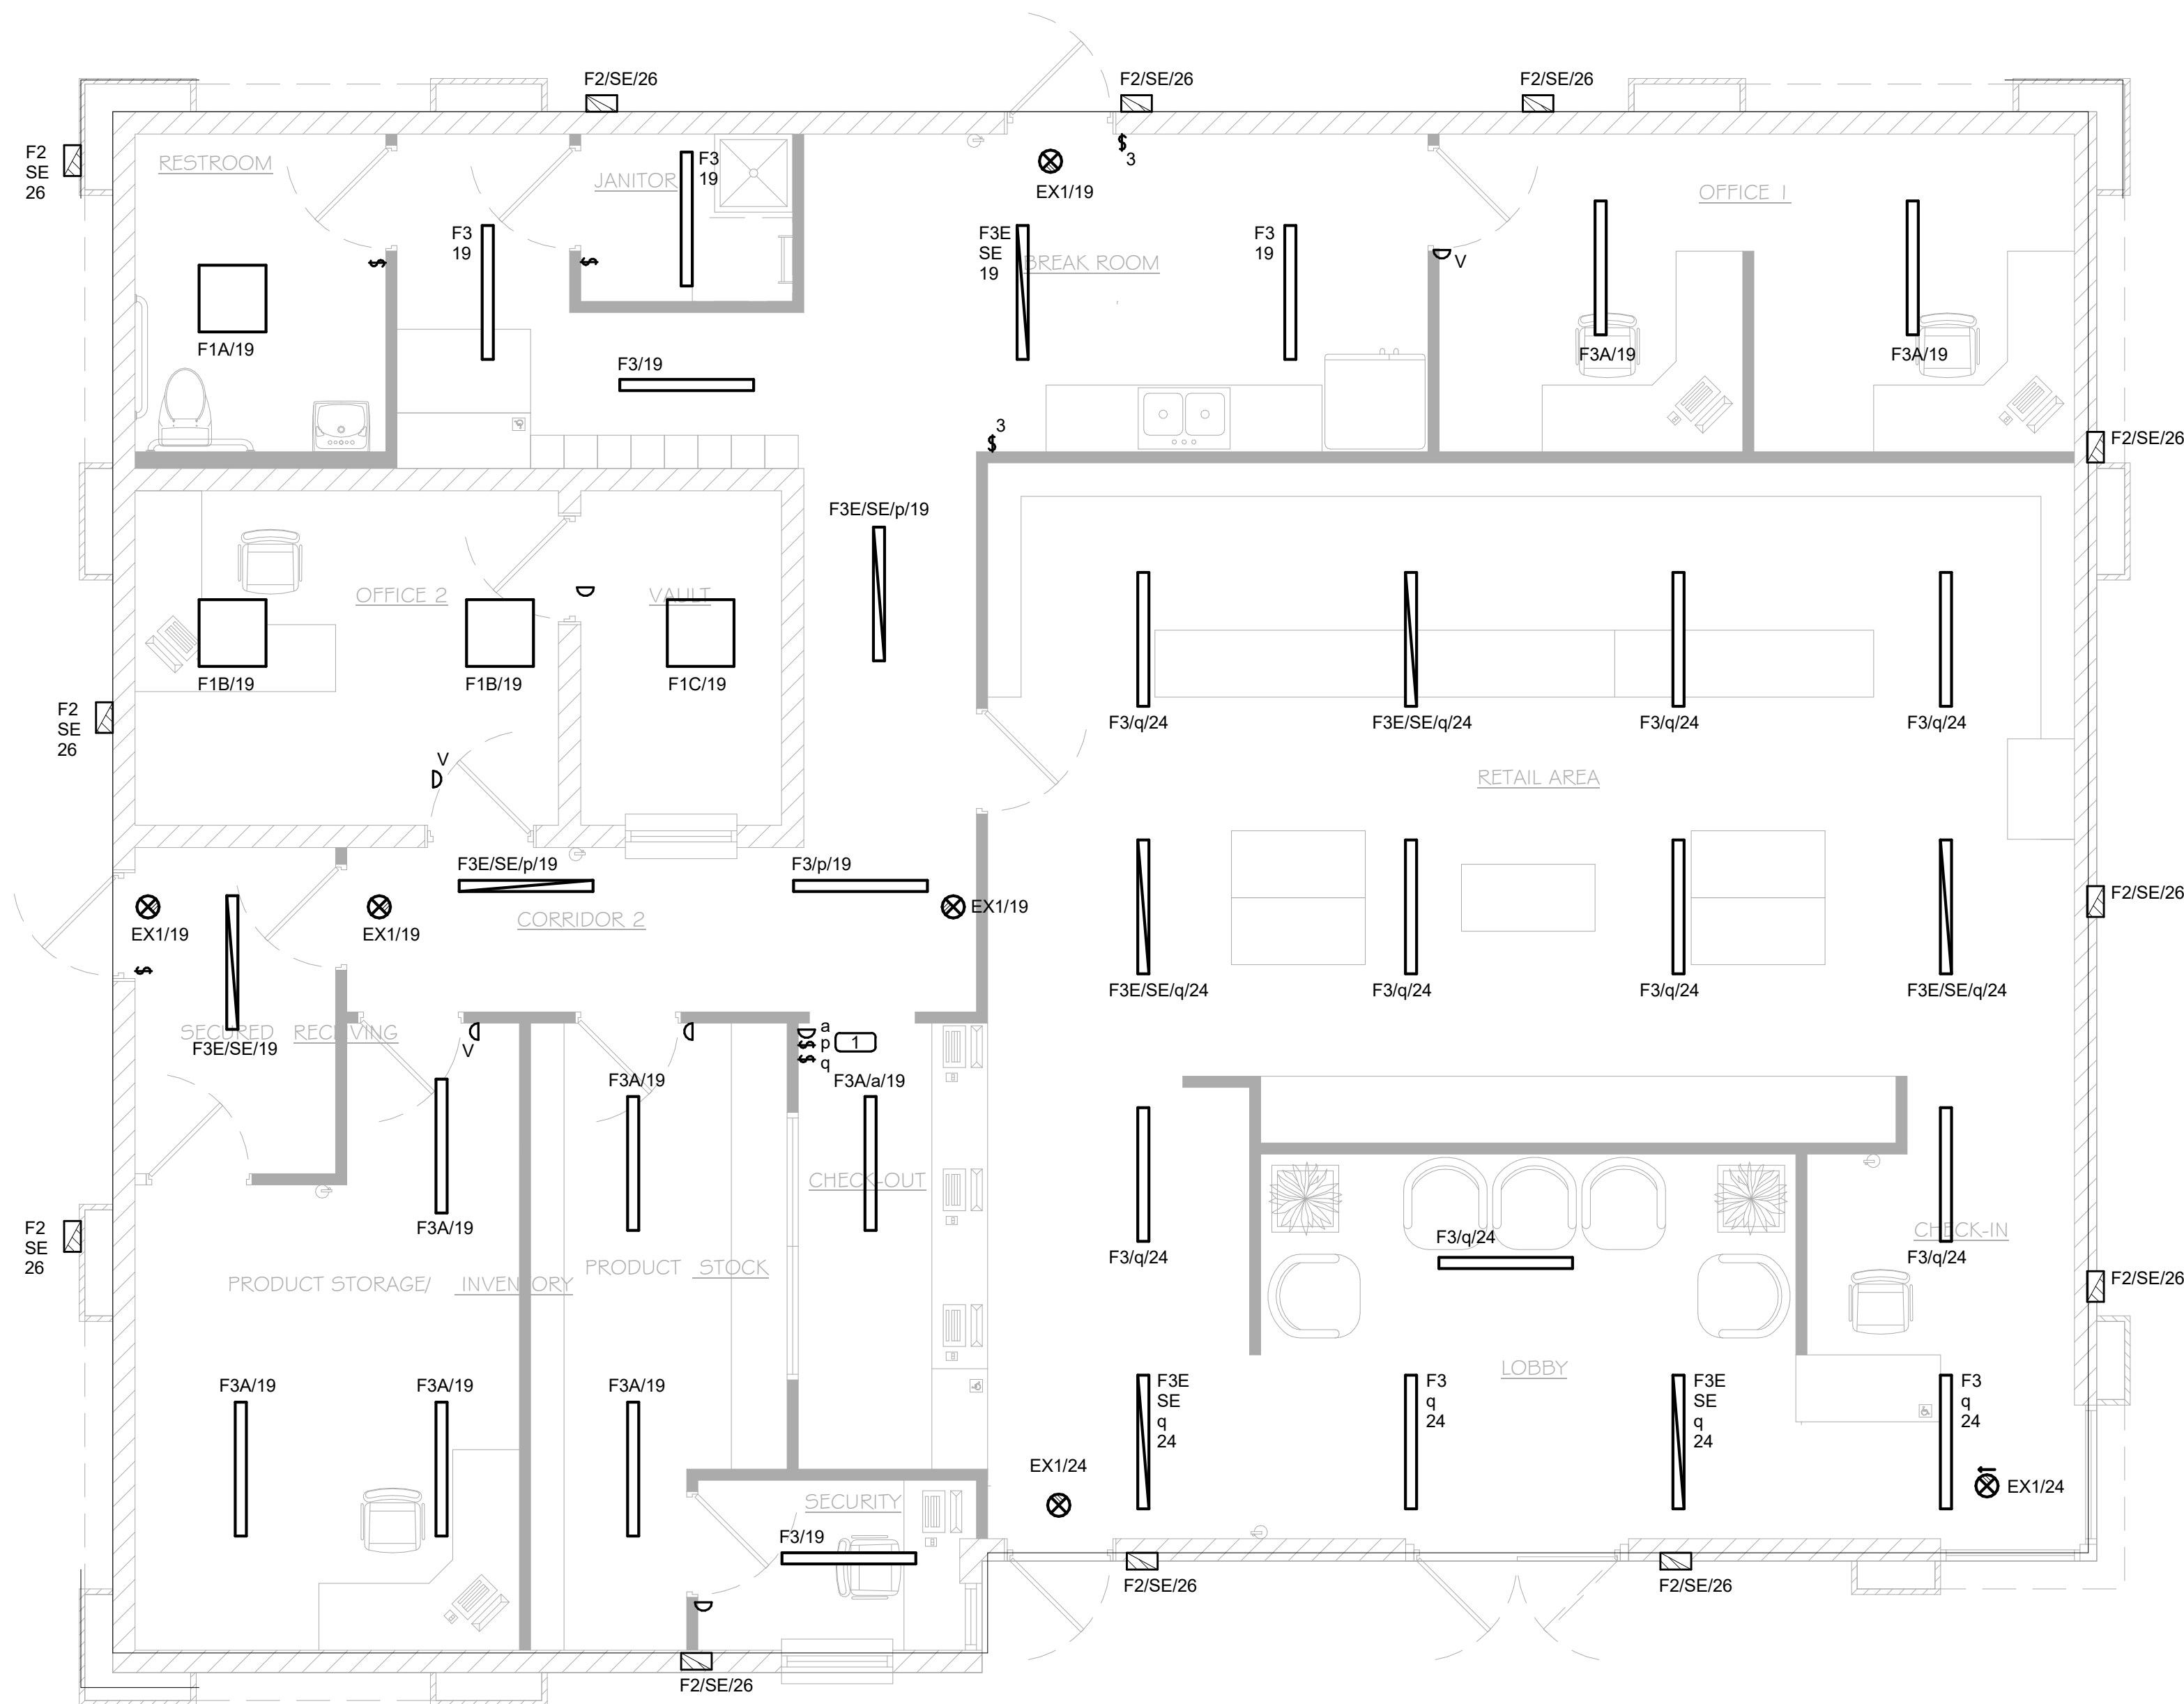 F2/SE/26
F2/SE/26
F2/SE/26
F2
SE
26
RESTROOM
JANITOR
F3
19
$
3
EX1/19
OFFICE 1
F3
19
F3E
SE
19
F3
19
BREAK ROOM
$
$
V
F1A/19
F3/19
F3A/19
F3A/19
3
$
F2/SE/26
F3E/SE/p/19
OFFICE 2
VAULT
F1B/19
F1B/19
F1C/19
F2
SE
26
F3/q/24
F3E/SE/q/24
F3/q/24
F3/q/24
V
RETAIL AREA
F3E/SE/p/19
F3/p/19
F2/SE/26
EX1/19
EX1/19
EX1/19
CORRIDOR 2
$
F3E/SE/q/24
F3/q/24
F3/q/24
F3E/SE/q/24
SECURED RECEIVING
F3E/SE/19
V
a
$ p 1
$ q
F3A/19
F3A/a/19
CHECK-OUT
F3A/19
F2
SE
26
F3/q/24
F3/q/24
CHECK-IN
F3/q/24
PRODUCT STORAGE/ INVENTORY
PRODUCT STOCK
F2/SE/26
LOBBY
F3A/19
F3A/19
F3A/19
F3E
SE
q
24
F3
q
24
F3E
SE
q
24
F3
q
24
EX1/24
EX1/24
SECURITY
F3/19
F2/SE/26
F2/SE/26
F2/SE/26